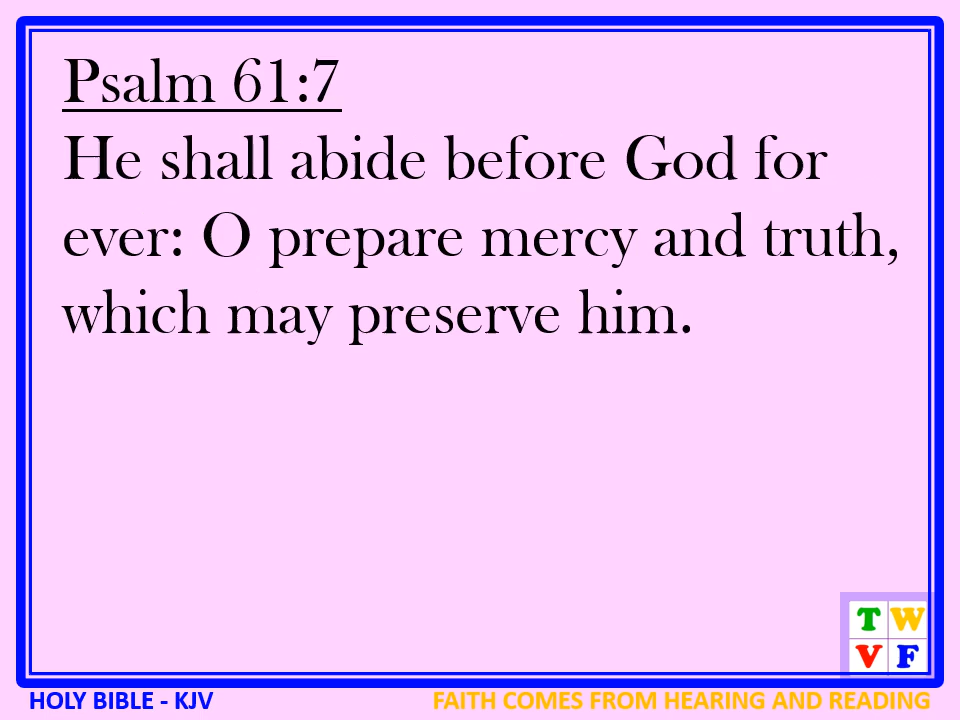 Psalm 61:7
He shall abide before God for
ever: O prepare mercy and truth,
which may preserve him.
T W
V F
HOLY BIBLE - KJV
FAITH COMES FROM HEARING AND READING